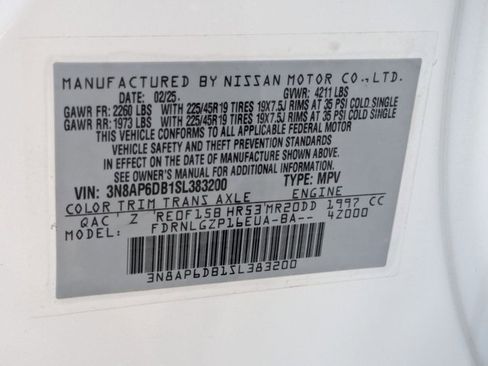 MANUFACTURED BY NISSAN MOTOR CO.,LTD.
DATE: 02/25. GVWR: 4211 LBS
GAWR FR: 2260 LBS WITH 225/45R19 TIRES 19X7.5J RIMS AT 35 PSI COLD SINGLE
GAWR RR: 1973 LBS WITH 225/45R19 TIRES 19X7.5J RIMS AT 35 PSI COLD SINGLE
THIS VEHICLE CONFORMS TO ALL APPLICABLE FEDERAL MOTOR
VEHICLE SAFETY AND THEFT PREVENTION STANDARDS
IN EFFECT ON THE DATE OF MANUFACTURE SHOWN ABOVE.
SEE OWNER'S MANUAL FOR ADDITIONAL INFORMATION.
VIN: 3N8AP6DB1SL383200 TYPE: MPV
COLOR TRIM TRANS AXLE ENGINE
QAC Z RE0F15B HR53 MR20DD 1997 CC
MODEL: FDRNLGZP16EUA-BA-- 4Z000
3N8AP6DB1SL383200